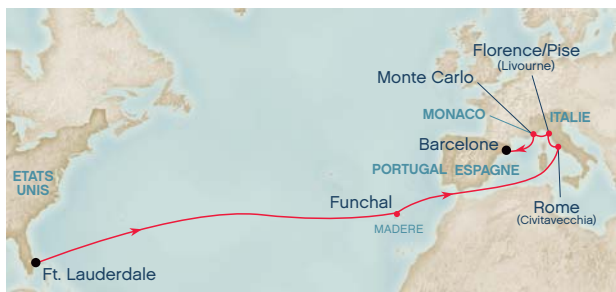 Florence/Pise
(Livourne)
Monte Carlo
MONACO
ITALIE
Barcelone
PORTUGAL
ESPAGNE
ETATS
UNIS
Funchal
MADERE
Rome
(Civitavecchia)
Ft. Lauderdale